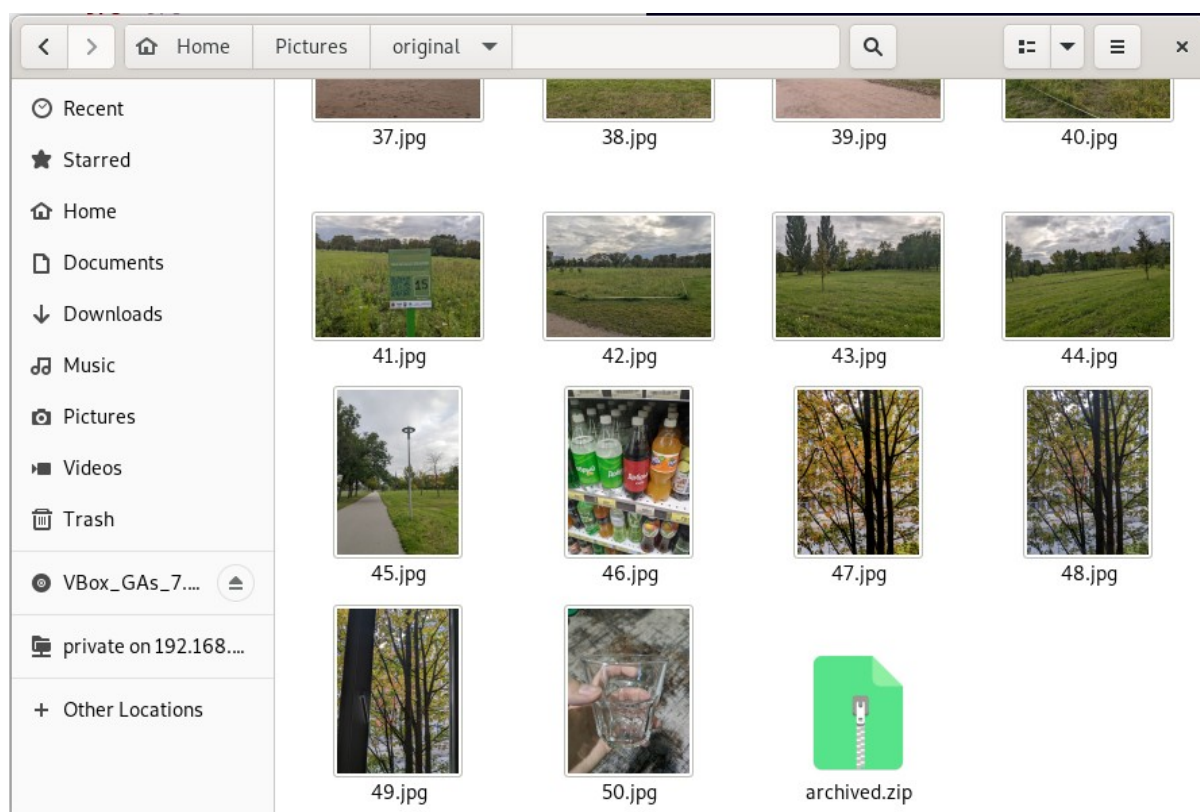 Home
Pictures
original
Recent
Starred
Home
Documents
Downloads
Music
Pictures
Videos
Trash
VBox_GAs_7....
private on 192.168....
Other Locations
37.jpg
38.jpg
39.jpg
40.jpg
15
41.jpg
42.jpg
43.jpg
44.jpg
45.jpg
46.jpg
47.jpg
48.jpg
49.jpg
50.jpg
archived.zip